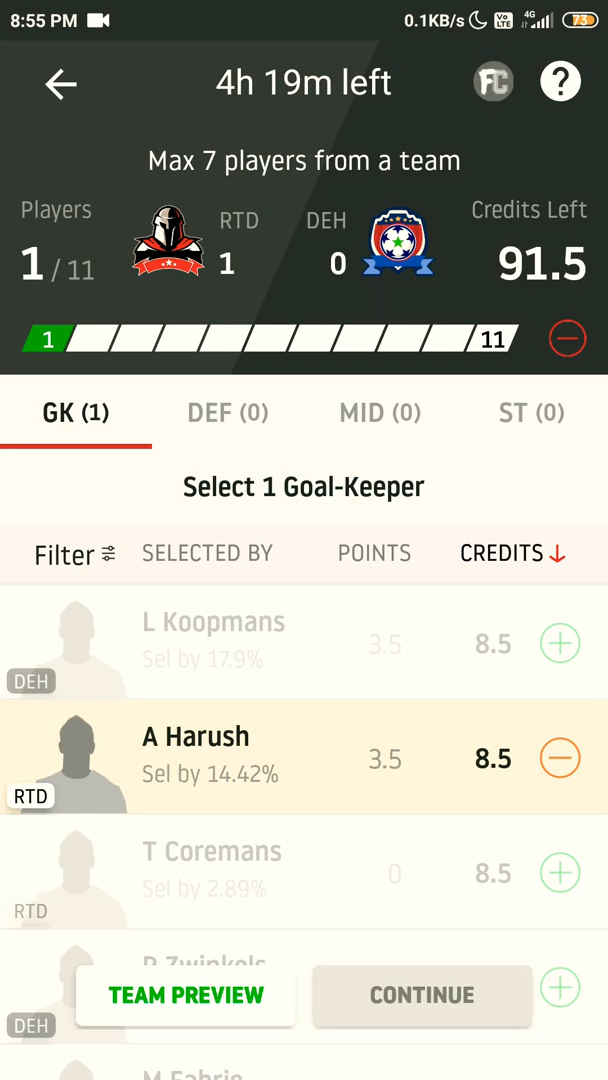 8:55 PM 0.1KB/s Vo LTE 4G 73
4h 19m left FC ?
Max 7 players from a team
Players RTD DEH Credits Left
1 / 11 1 0 91.5
1 11
GK (1) DEF (0) MID (0) ST (0)
Select 1 Goal-Keeper
Filter SELECTED BY POINTS CREDITS
L Koopmans
Sel by 17.9% 3.5 8.5
DEH
A Harush
Sel by 14.42% 3.5 8.5
RTD
T Coremans
Sel by 2.89% 0 8.5
RTD
TEAM PREVIEW CONTINUE
DEH